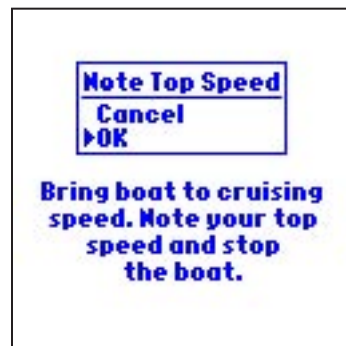 Note Top Speed
Cancel
▶OK
Bring boat to cruising
speed. Note your top
speed and stop
the boat.